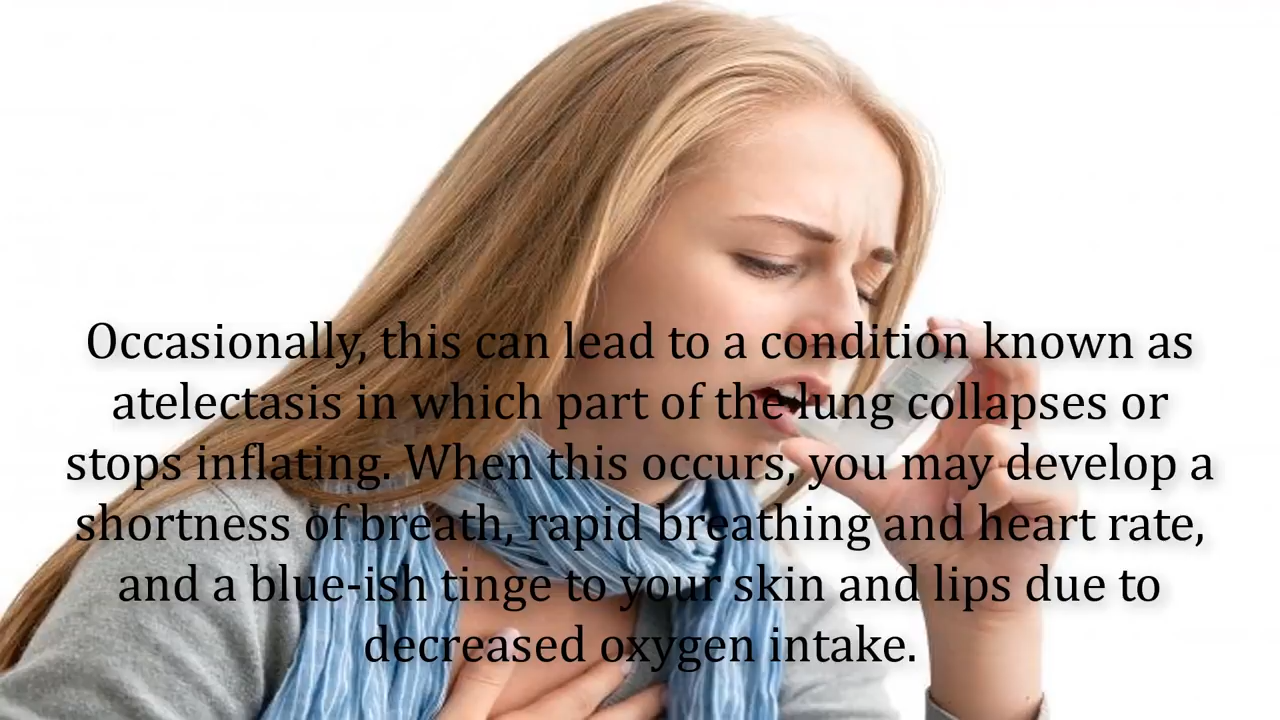 Occasionally, this can lead to a condition known as
atelectasis in which part of the lung collapses or
stops inflating. When this occurs, you may develop a
shortness of breath, rapid breathing and heart rate,
and a blue-ish tinge to your skin and lips due to
decreased oxygen intake.